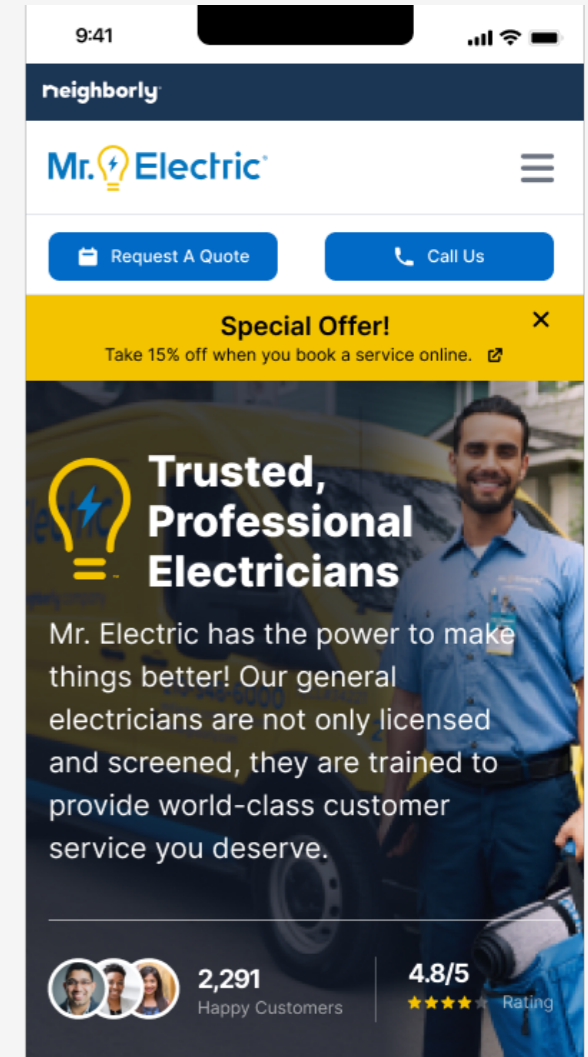 9:41
neighborly
Mr. Electric
Request A Quote
Call Us
Special Offer!
Take 15% off when you book a service online.
Trusted,
Professional
Electricians
Mr. Electric has the power to make
things better! Our general
electricians are not only licensed
and screened, they are trained to
provide world-class customer
service you deserve.
2,291
Happy Customers
4.8/5
Rating